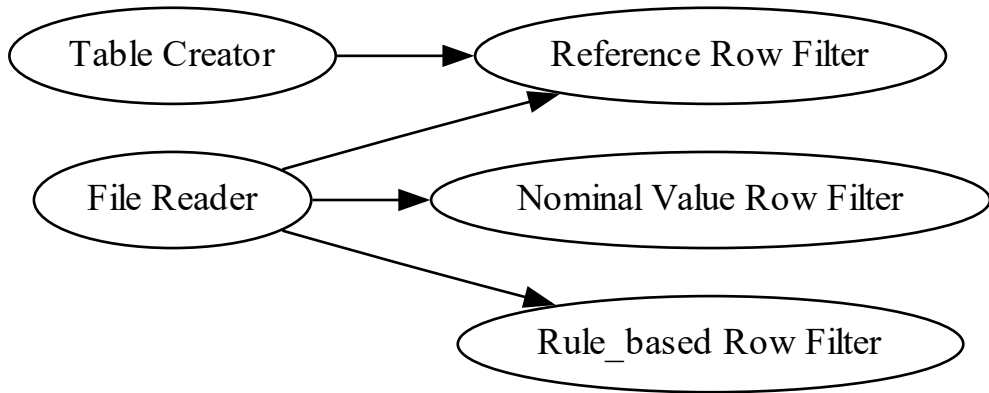 Table Creator
Reference Row Filter
File Reader
Nominal Value Row Filter
Rule_based Row Filter